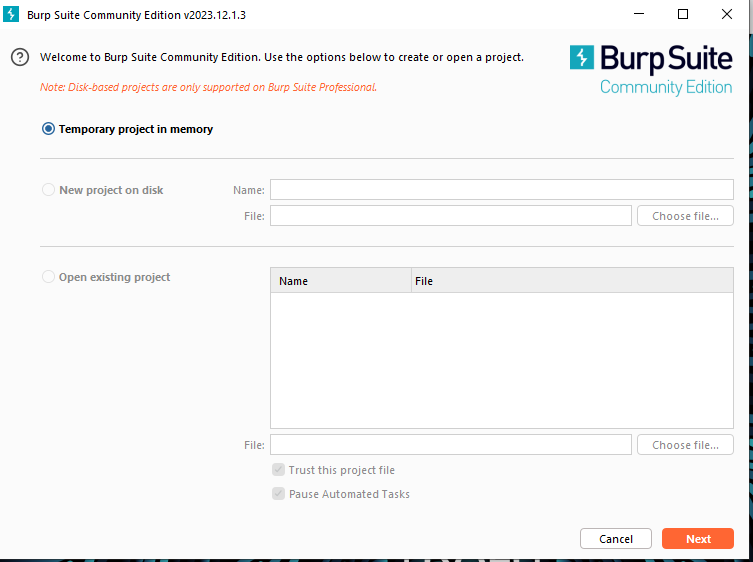 Burp Suite Community Edition v2023.12.1.3
Welcome to Burp Suite Community Edition. Use the options below to create or open a project.
Note: Disk-based projects are only supported on Burp Suite Professional.
Burp Suite
Community Edition
Temporary project in memory
New project on disk
Name:
File:
Choose file...
Open existing project
Name
File
File:
Choose file...
Trust this project file
Pause Automated Tasks
Cancel
Next